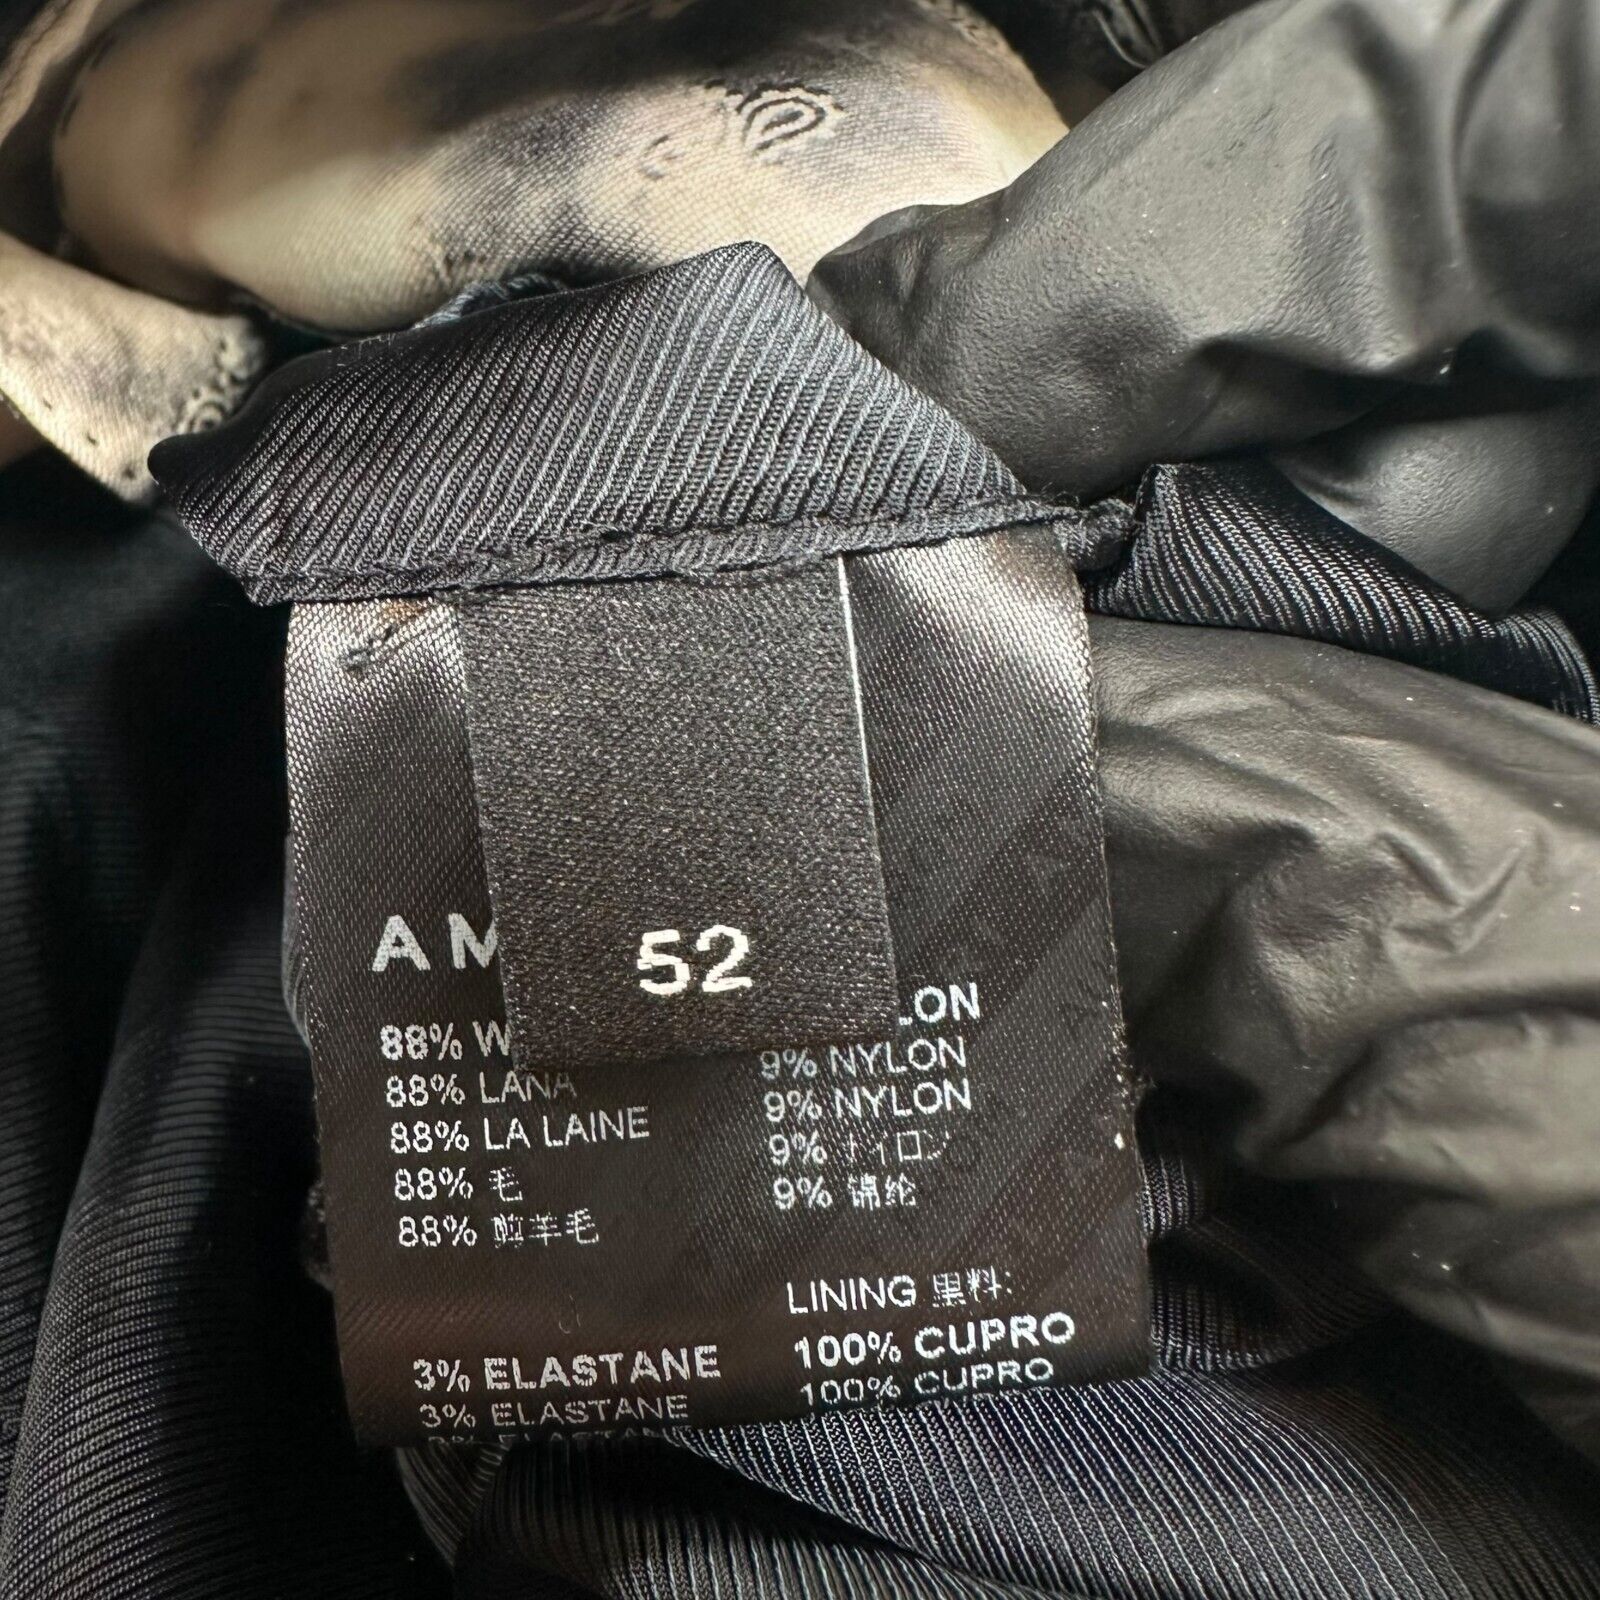 52
AM
88% W
88% LANA
88% LA LAINE
88% 毛
88% 羊毛
3% ELASTANE
3% ELASTANE
LON
9% NYLON
9% NYLON
9% ナイロン
9% 锦纶
LINING 里料:
100% CUPRO
100% CUPRO